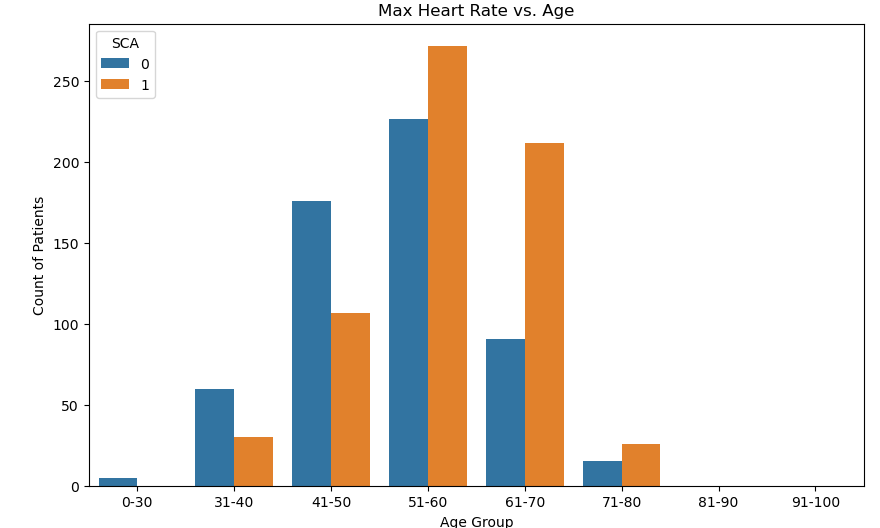 Max Heart Rate vs. Age
SCA
0
1
Count of Patients
250
200
150
100
50
0
0-30 31-40 41-50 51-60 61-70 71-80 81-90 91-100
Age Group